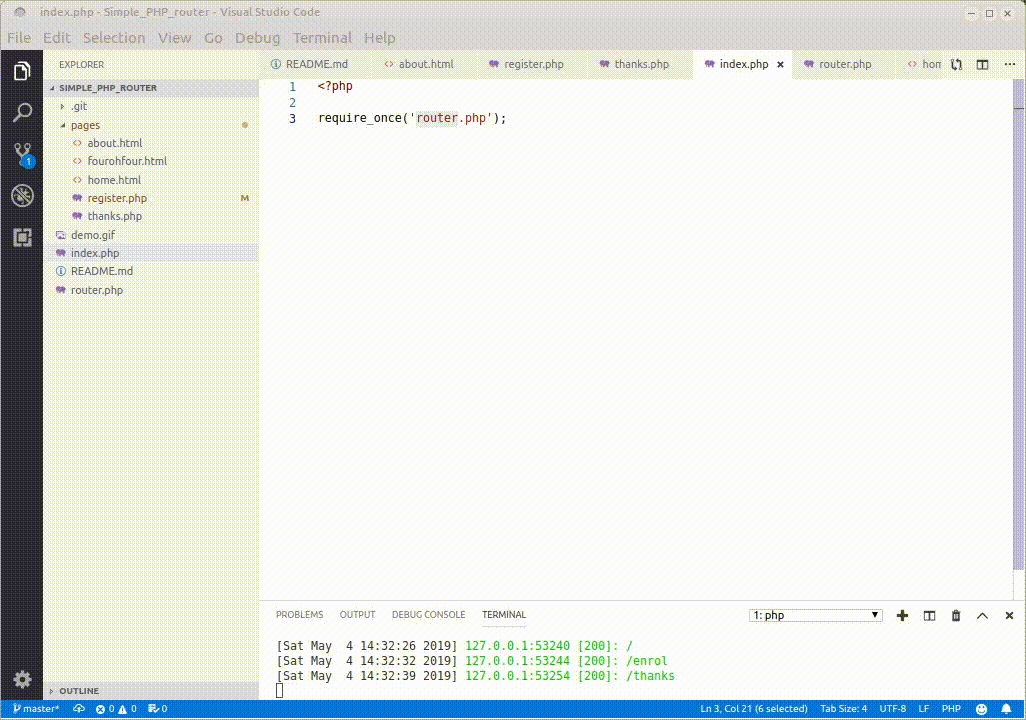 index.php - Simple_PHP_router - Visual Studio Code
File Edit Selection View Go Debug Terminal Help
EXPLORER
README.md about.html register.php thanks.php index.php router.php hom
SIMPLE_PHP_ROUTER
.git
pages
about.html
fourohfour.html
home.html
register.php M
thanks.php
demo.gif
index.php
README.md
router.php
1
OUTLINE
1 <?php
2
3 require_once('router.php');
PROBLEMS OUTPUT DEBUG CONSOLE TERMINAL 1: php
[Sat May  4 14:32:26 2019] 127.0.0.1:53240 [200]: /
[Sat May  4 14:32:32 2019] 127.0.0.1:53244 [200]: /enrol
[Sat May  4 14:32:39 2019] 127.0.0.1:53254 [200]: /thanks
master* 0 0 0 Ln 3, Col 21 (6 selected) Tab Size: 4 UTF-8 LF PHP